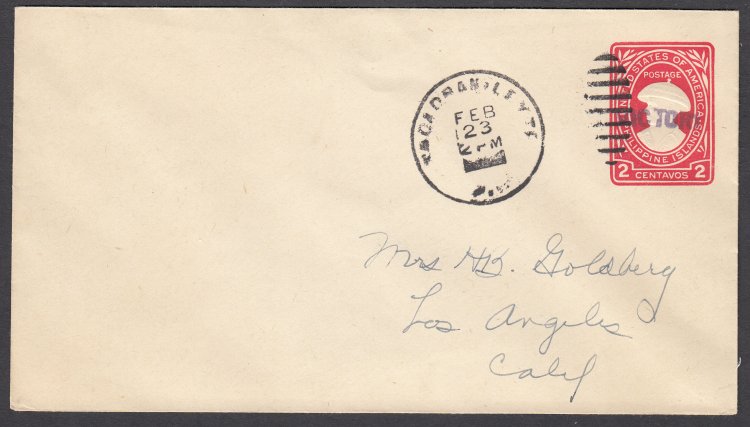 UNITED STATES OF AMERICA
POSTAGE
VICTORY
PHILIPPINE ISLANDS
2 CENTAVOS 2
TACLOBAN, LEYTE
FEB
23
PM
Mrs H.K. Goldberg
Los Angeles
Calif